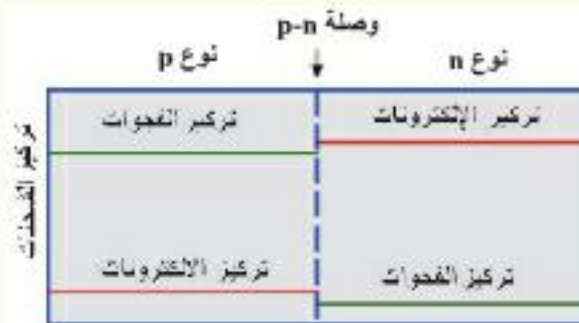 وصلة p-n
نوع p
نوع n
تركيز الفجوات
تركيز الإلكترونات
تركيز الشحنات
تركيز الالكترونات
تركيز الفجوات